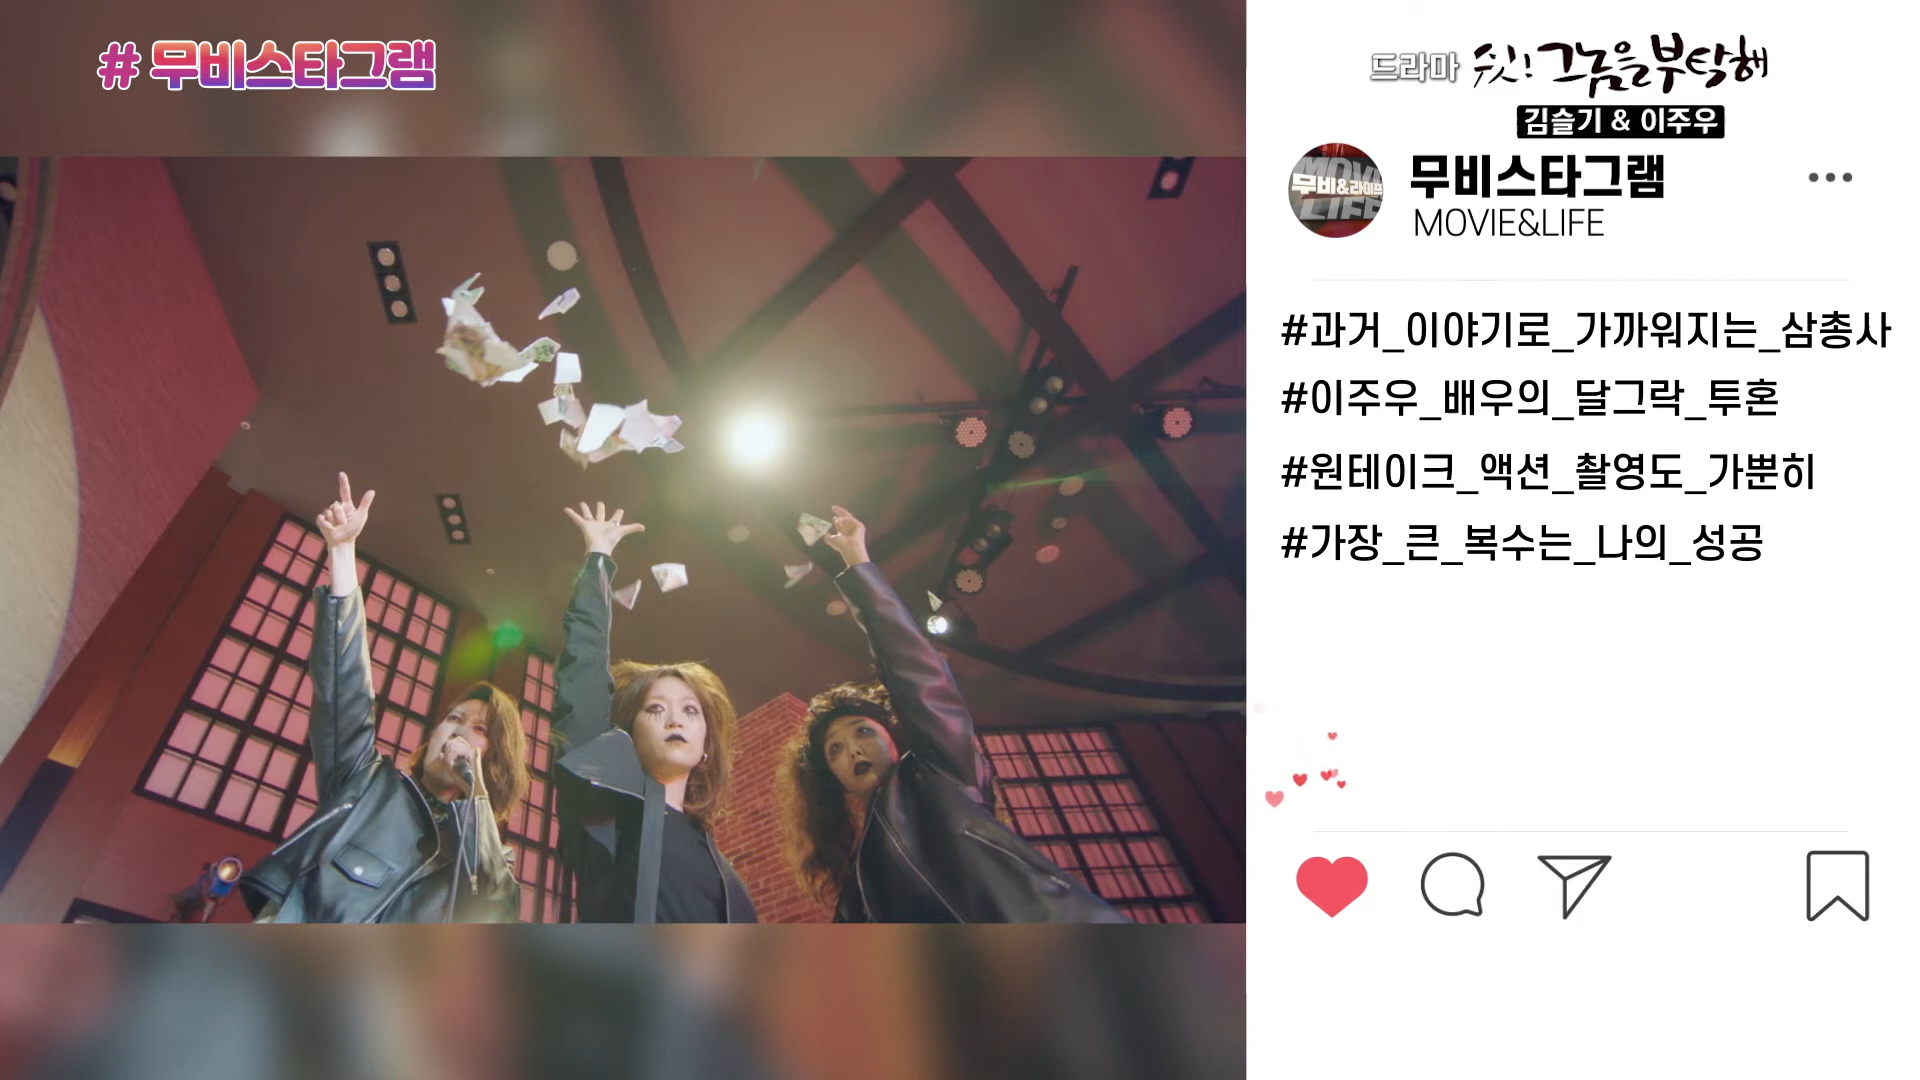 # 무비스타그램
드라마 쉿! 그놈을 부탁해
김슬기 & 이주우
MOVIE
무비&라이프
LIFE
무비스타그램
MOVIE&LIFE
#과거_이야기로_가까워지는_삼총사
#이주우_배우의_달그락_투혼
#원테이크_액션_촬영도_가뿐히
#가장_큰_복수는_나의_성공